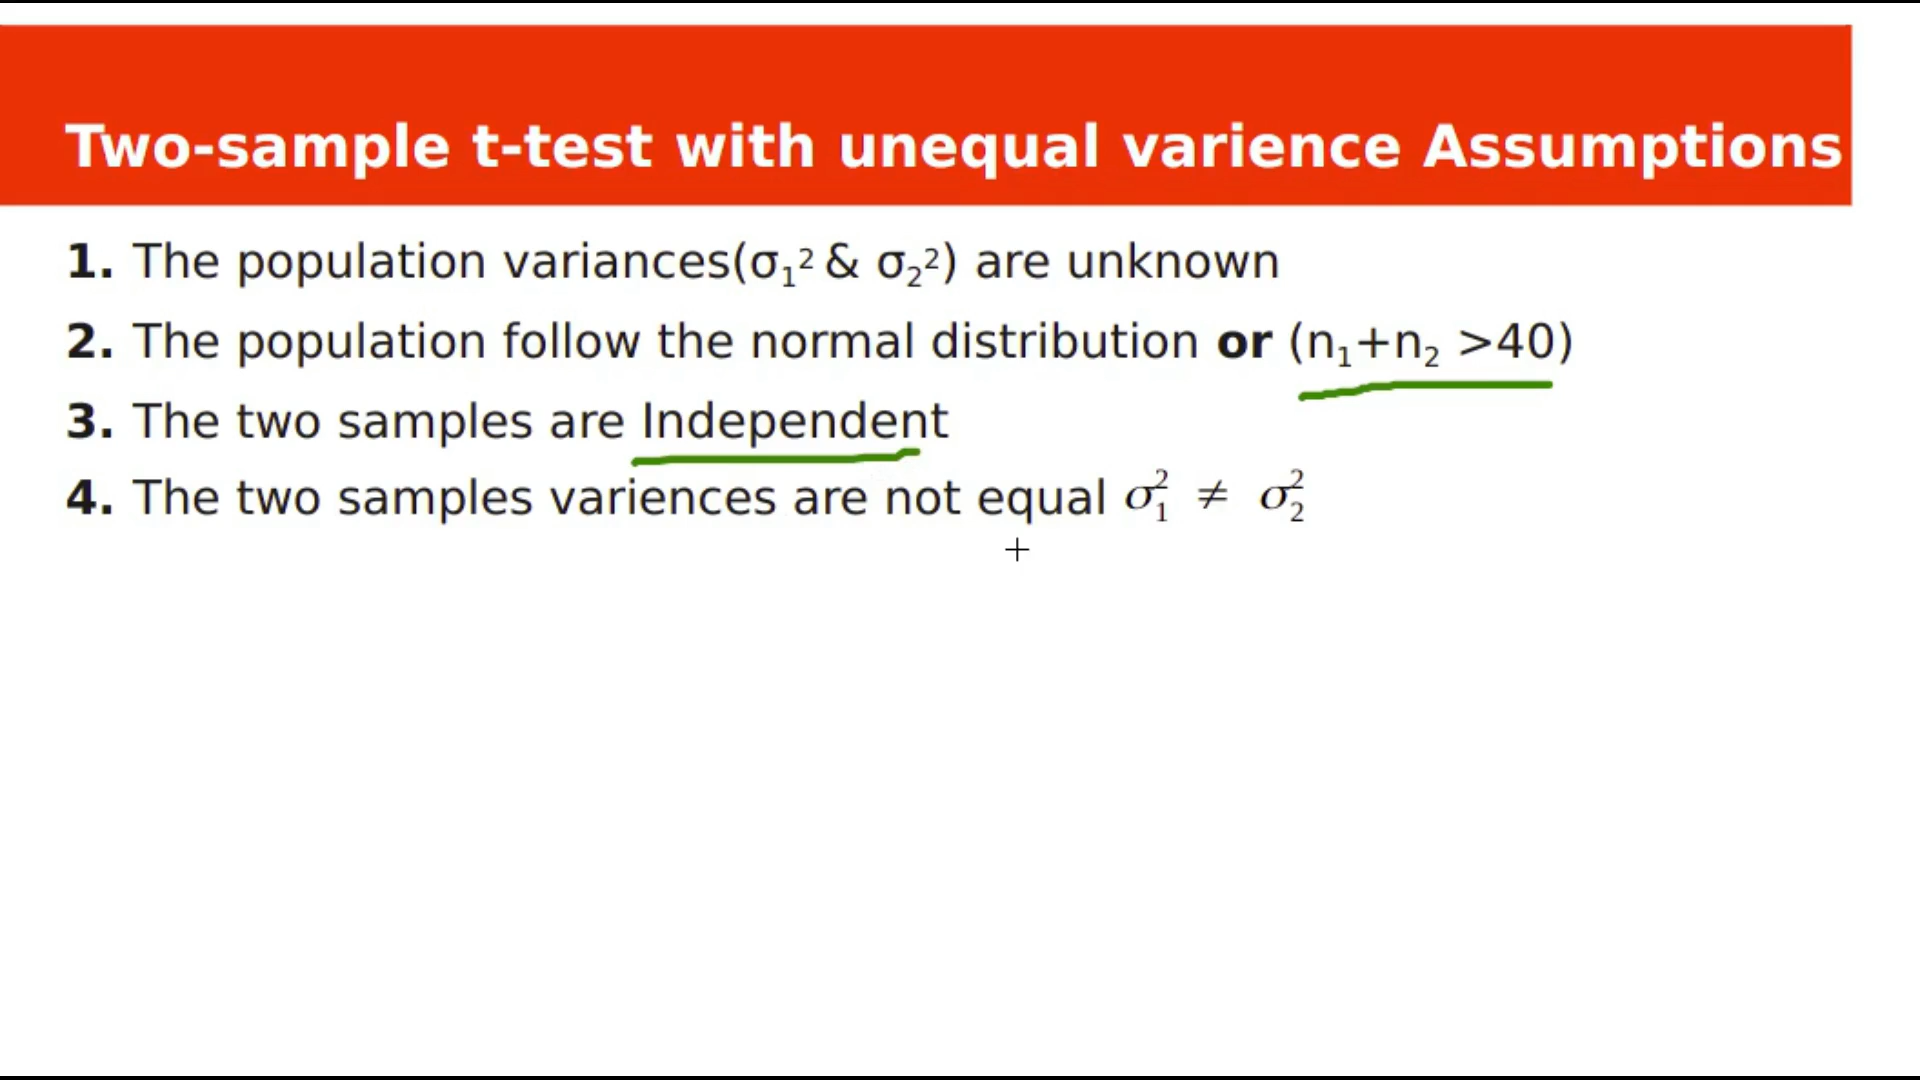 Two-sample t-test with unequal varience Assumptions
1. The population variances(σ₁² & σ₂²) are unknown
2. The population follow the normal distribution or (n₁+n₂ >40)
3. The two samples are Independent
4. The two samples variences are not equal σ₁² ≠ σ₂²